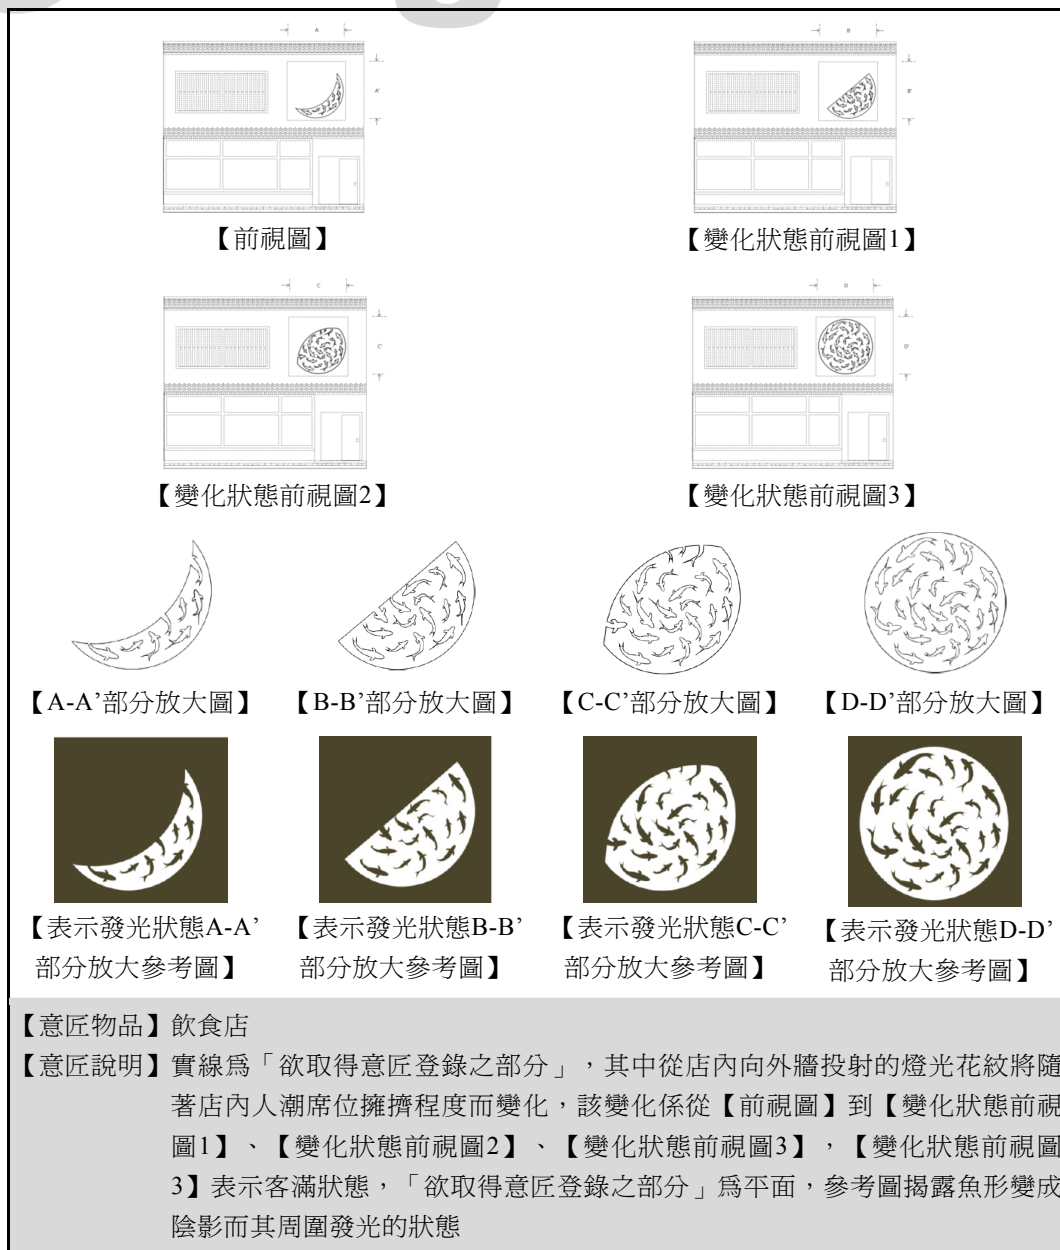 A
A'
B
B'
【前視圖】
【變化狀態前視圖1】
C
C'
D
D'
【變化狀態前視圖2】
【變化狀態前視圖3】
【A-A’部分放大圖】
【B-B’部分放大圖】
【C-C’部分放大圖】
【D-D’部分放大圖】
【表示發光狀態A-A’
部分放大參考圖】
【表示發光狀態B-B’
部分放大參考圖】
【表示發光狀態C-C’
部分放大參考圖】
【表示發光狀態D-D’
部分放大參考圖】
【意匠物品】飲食店
【意匠說明】實線爲「欲取得意匠登錄之部分」，其中從店內向外牆投射的燈光花紋將隨
著店內人潮席位擁擠程度而變化，該變化係從【前視圖】到【變化狀態前視
圖1】、【變化狀態前視圖2】、【變化狀態前視圖3】，【變化狀態前視圖
3】表示客滿狀態，「欲取得意匠登錄之部分」爲平面，參考圖揭露魚形變成
陰影而其周圍發光的狀態